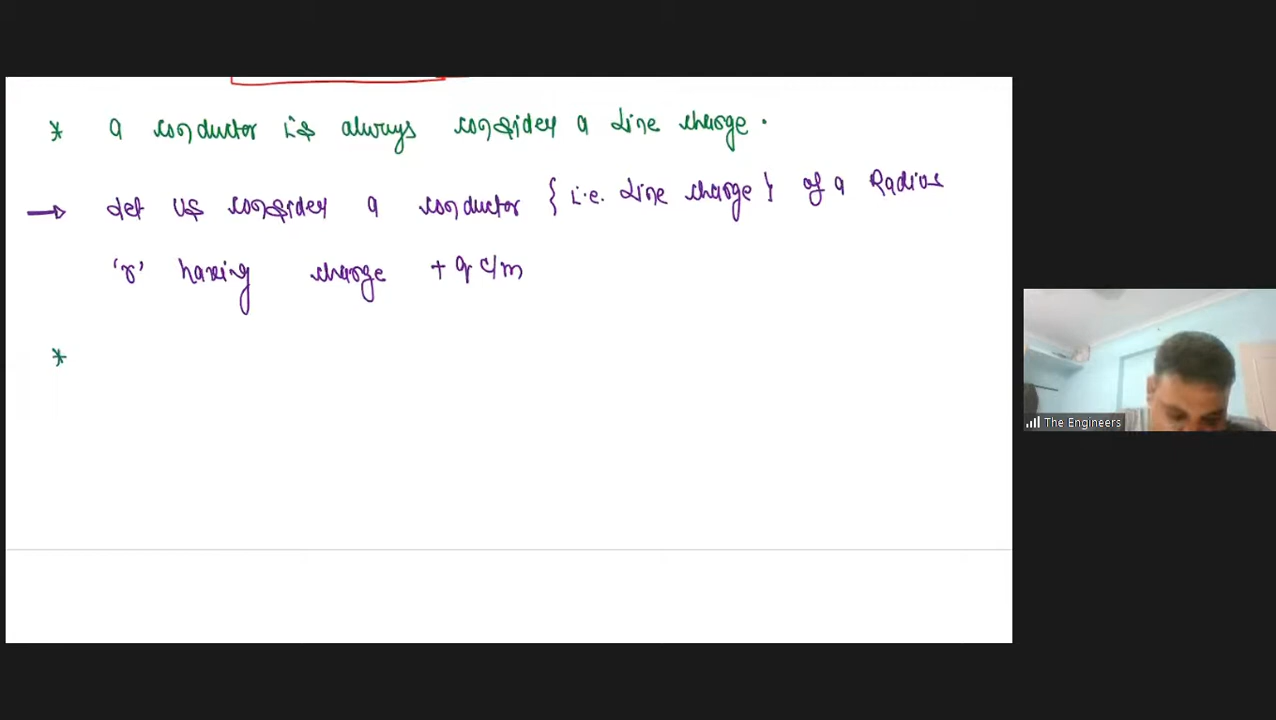 * a conductor is always consider a Line charge.
→ Let us consider a conductor { i.e. Line charge } of a Radius
'r' having charge +q c/m
*
The Engineers